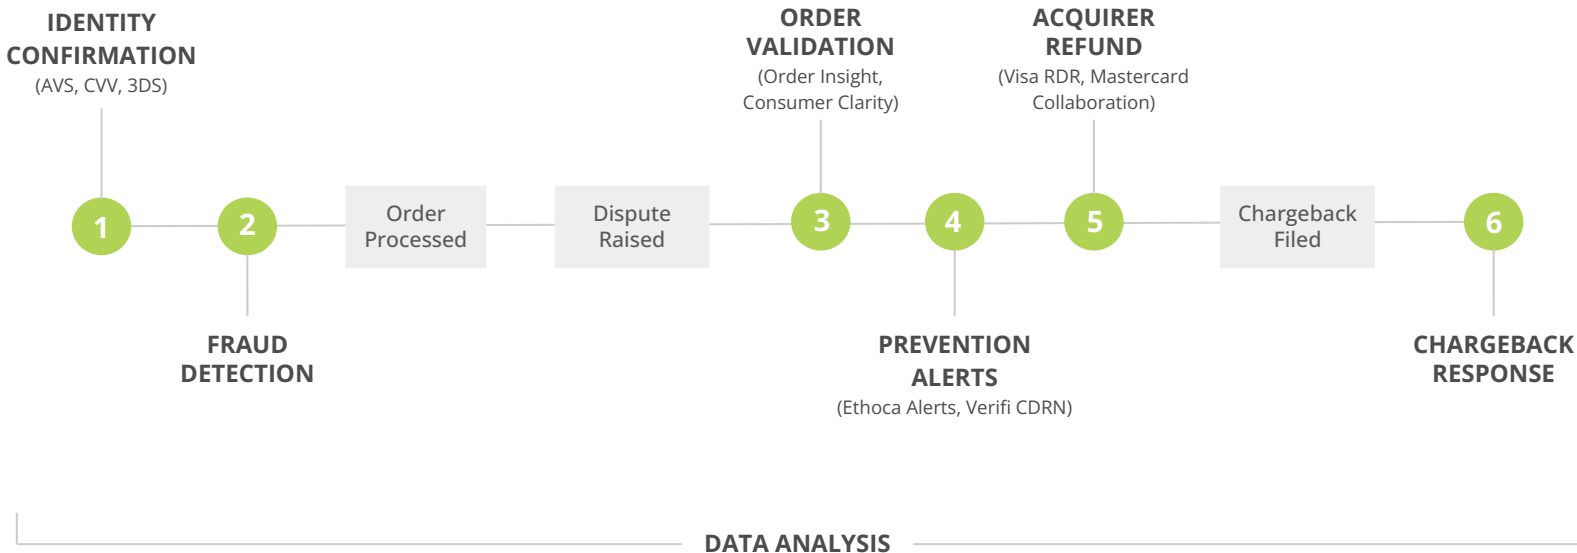 IDENTITY
CONFIRMATION
(AVS, CVV, 3DS)
ORDER
VALIDATION
(Order Insight,
Consumer Clarity)
ACQUIRER
REFUND
(Visa RDR, Mastercard
Collaboration)
1
2
Order
Processed
Dispute
Raised
3
4
5
Chargeback
Filed
6
FRAUD
DETECTION
PREVENTION
ALERTS
(Ethoca Alerts, Verifi CDRN)
CHARGEBACK
RESPONSE
DATA ANALYSIS